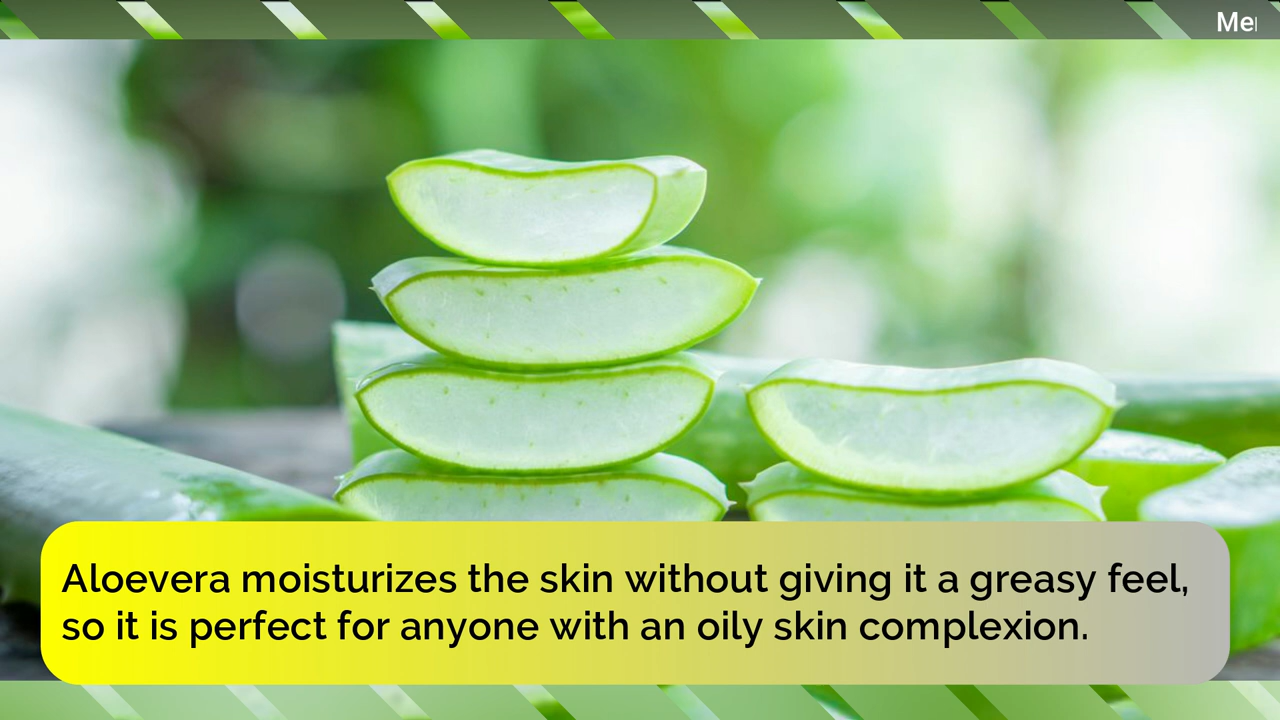 Aloevera moisturizes the skin without giving it a greasy feel,
so it is perfect for anyone with an oily skin complexion.